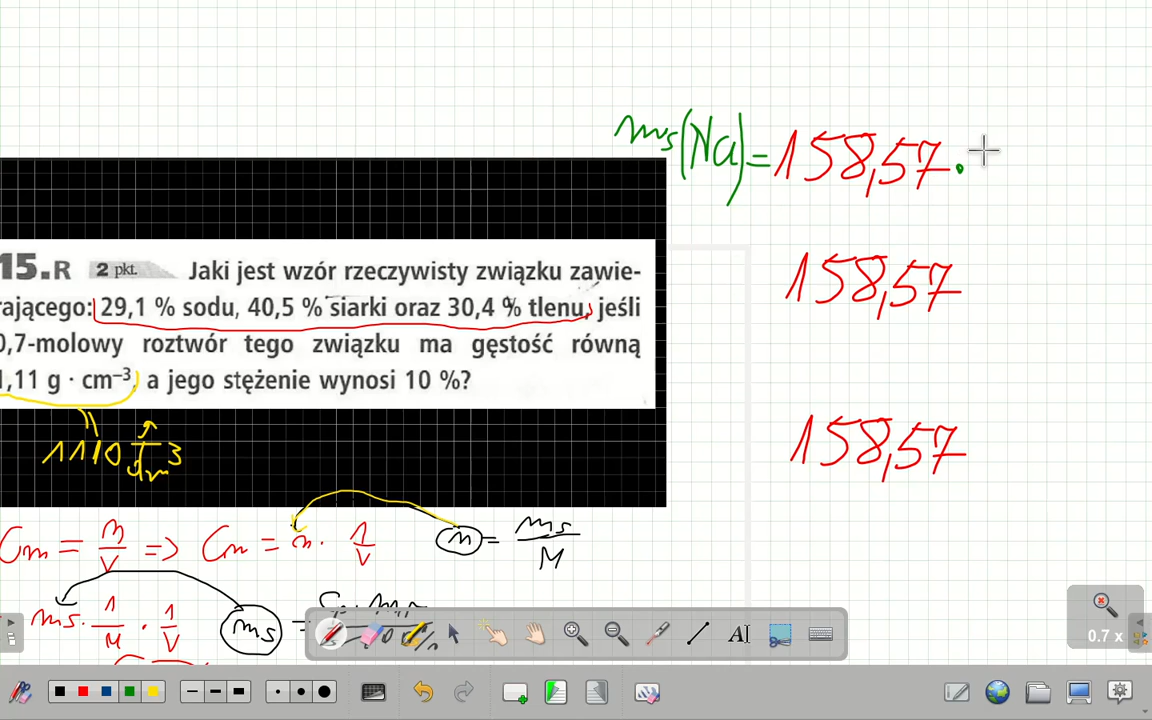 ms(Na)=158,57·
158,57
158,57
15.R 2 pkt. Jaki jest wzór rzeczywisty związku zawie-
rającego: 29,1 % sodu, 40,5 % siarki oraz 30,4 % tlenu, jeśli
0,7-molowy roztwór tego związku ma gęstość równą
1,11 g · cm⁻³, a jego stężenie wynosi 10 %?
1110 g/dm³
Cm = n/V => Cm = n · 1/V n = ms/M
ms · 1/M · 1/V ms =
0.7 x